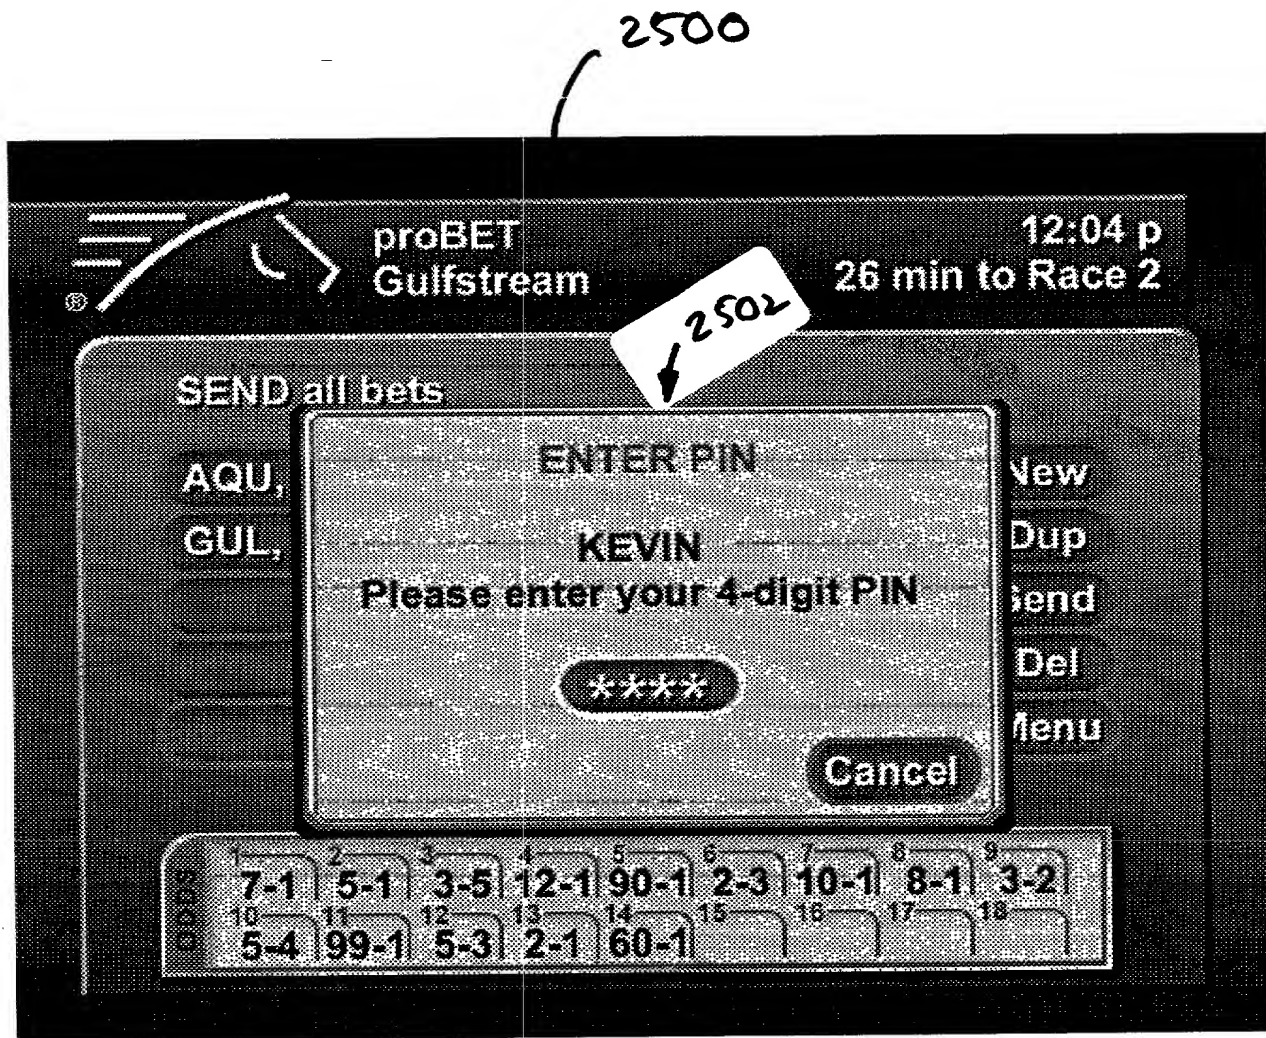 2500
proBET
Gulfstream
12:04 p
26 min to Race 2
®
2502
SEND all bets
AQU,
GUL,
ENTER PIN
KEVIN
Please enter your 4-digit PIN
****
Cancel
New
Dup
Send
Del
Menu
ODDS
1 2 3 4 5 6 7 8 9
7-1 5-1 3-5 12-1 90-1 2-3 10-1 8-1 3-2
10 11 12 13 14 15 16 17 18
5-4 99-1 5-3 2-1 60-1